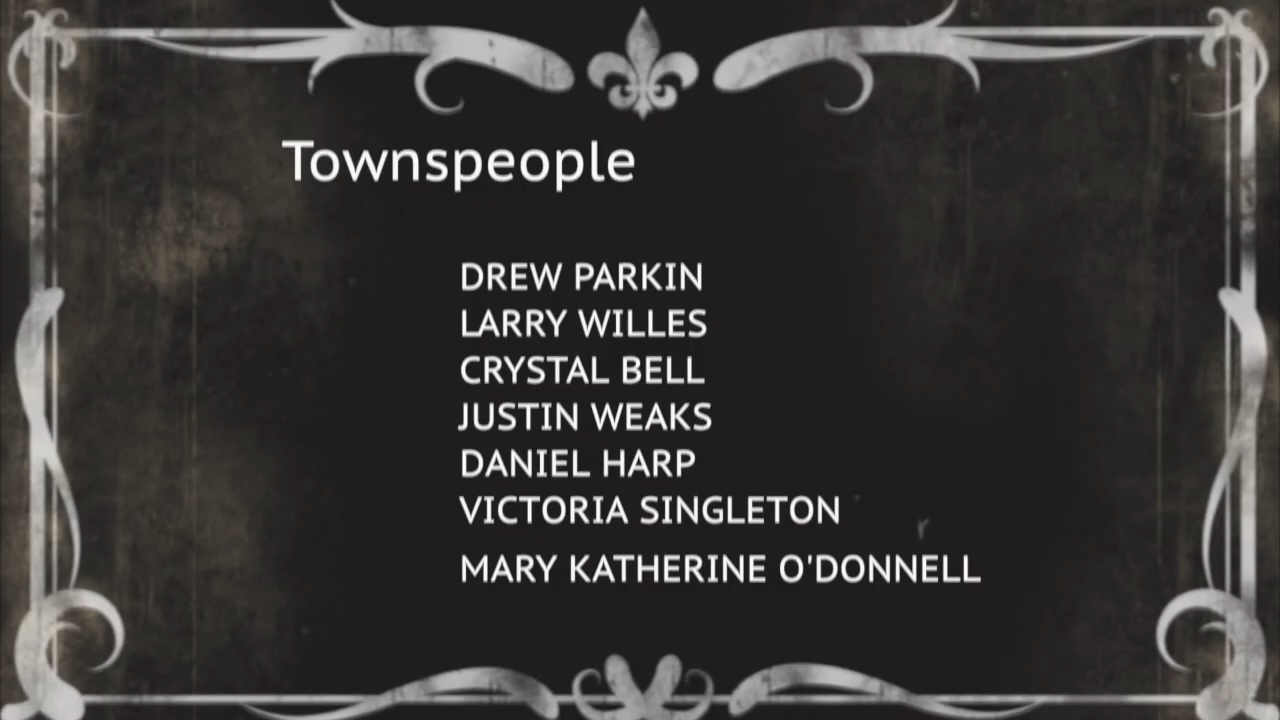 Townspeople
DREW PARKIN
LARRY WILLES
CRYSTAL BELL
JUSTIN WEAKS
DANIEL HARP
VICTORIA SINGLETON
MARY KATHERINE O'DONNELL